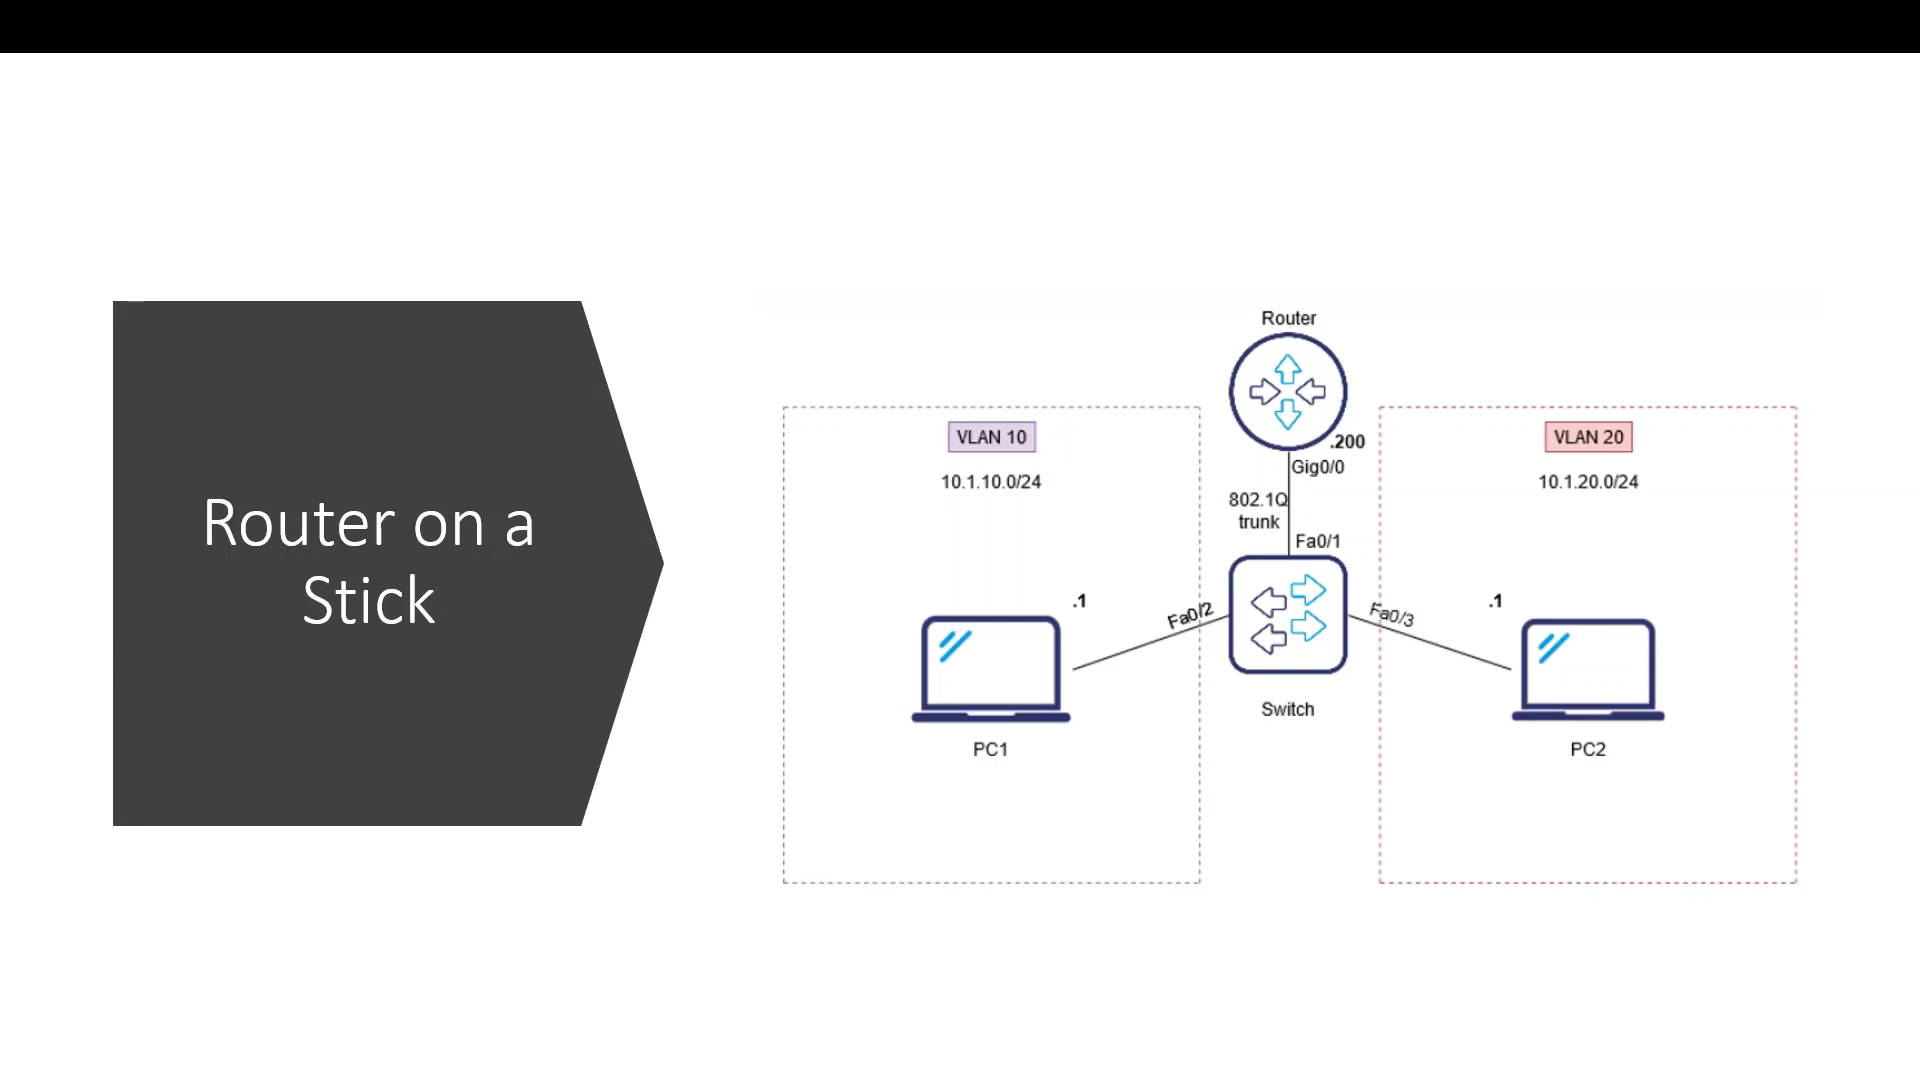 Router on a
Stick
Router
.200
Gig0/0
802.1Q
trunk
Fa0/1
VLAN 10
10.1.10.0/24
.1
Fa0/2
PC1
Switch
VLAN 20
10.1.20.0/24
Fa0/3
.1
PC2